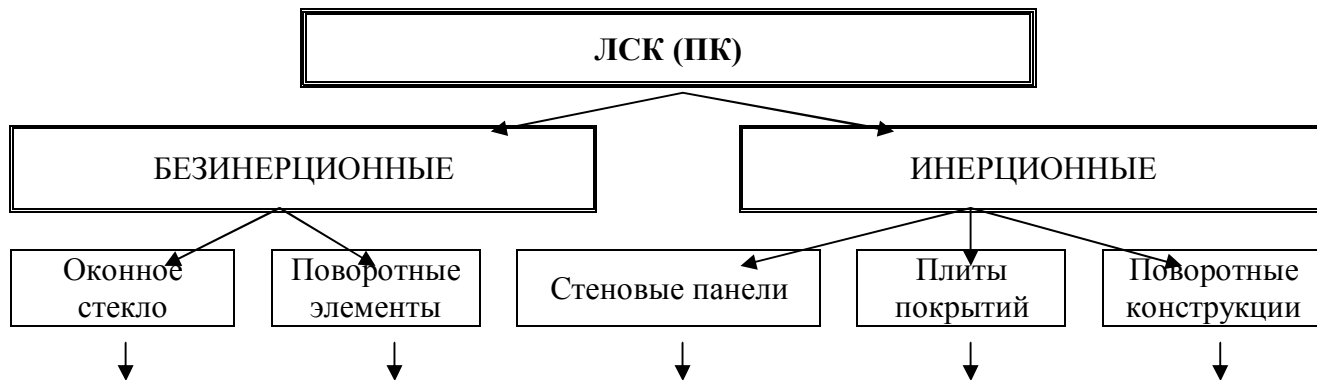 ЛСК (ПК)
БЕЗИНЕРЦИОННЫЕ
ИНЕРЦИОННЫЕ
Оконное
стекло
Поворотные
элементы
Стеновые панели
Плиты
покрытий
Поворотные
конструкции